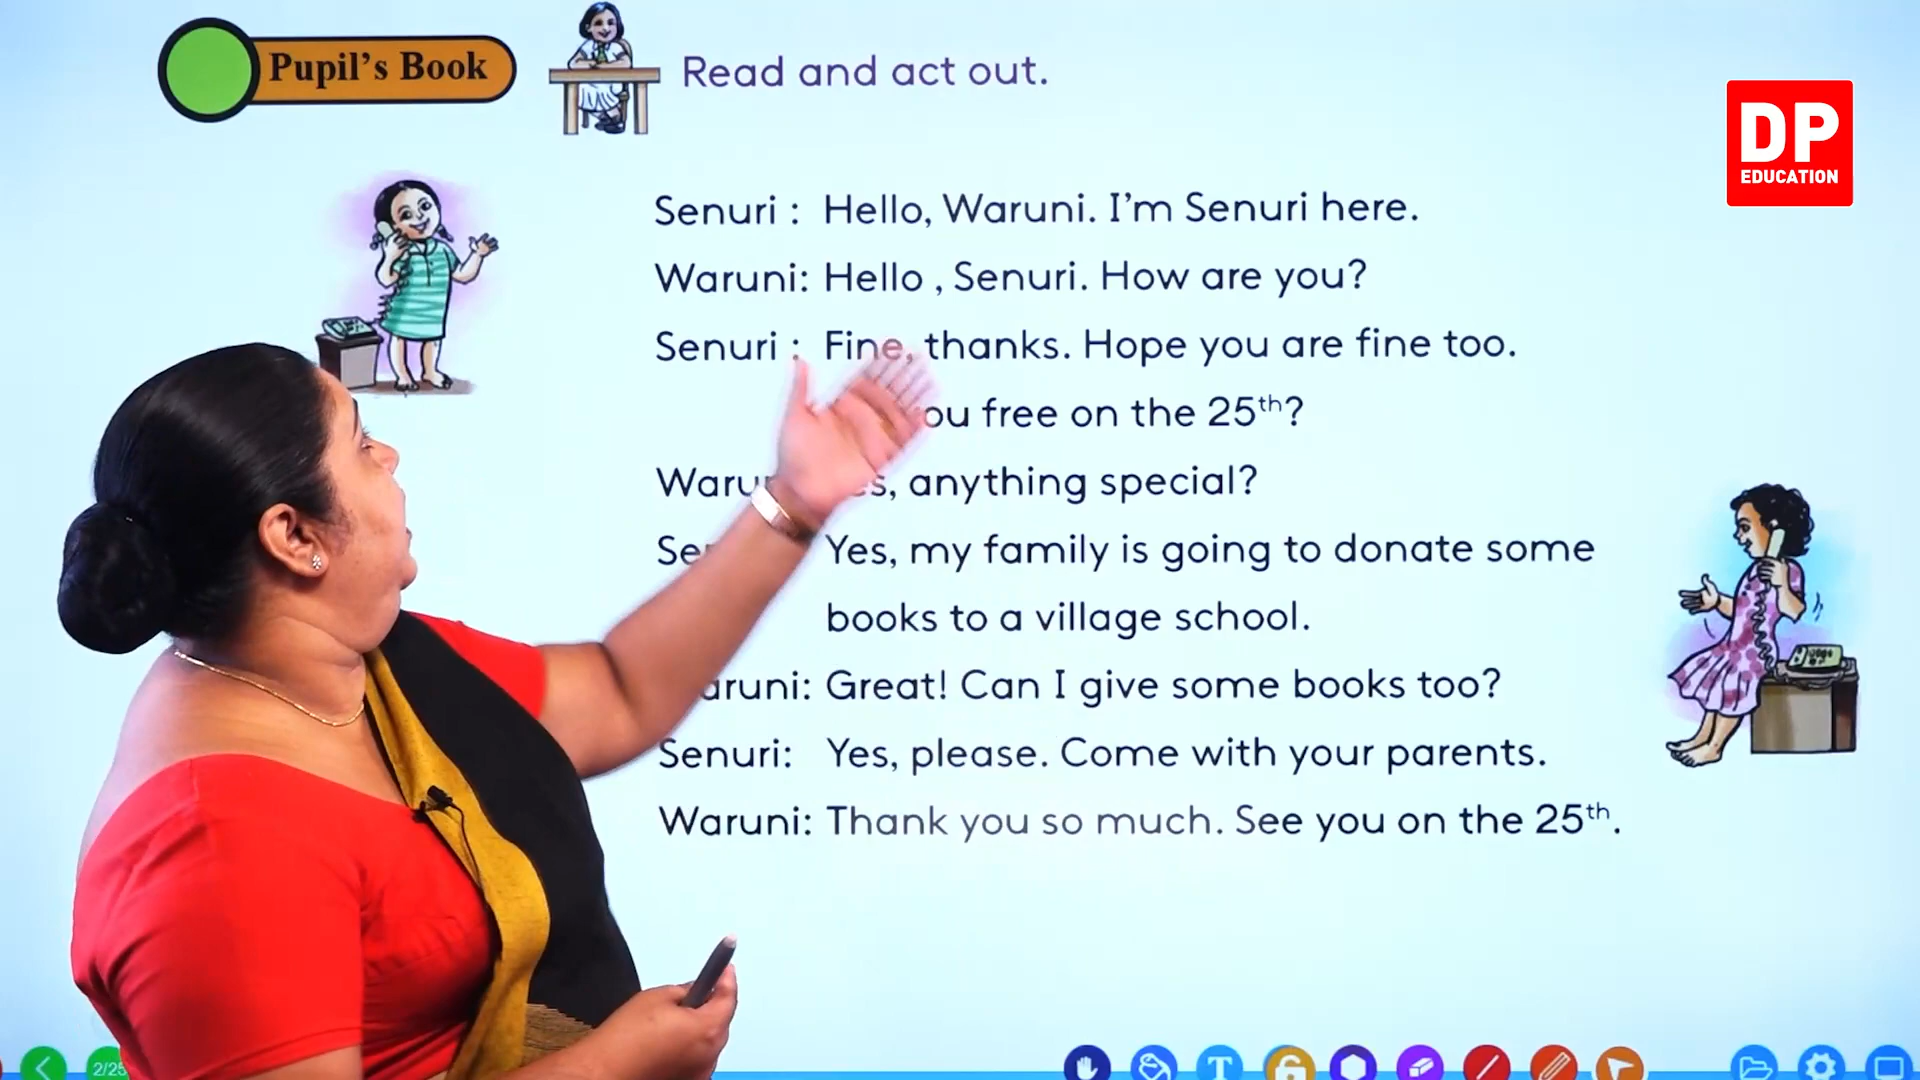 Pupil's Book
Read and act out.
DP
EDUCATION
Senuri : Hello, Waruni. I'm Senuri here.
Waruni: Hello , Senuri. How are you?
Senuri : Fine, thanks. Hope you are fine too.
free on the 25th?
anything special?
Yes, my family is going to donate some
books to a village school.
Great! Can I give some books too?
Senuri: Yes, please. Come with your parents.
Waruni: Thank you so much. See you on the 25th.
2/25
T